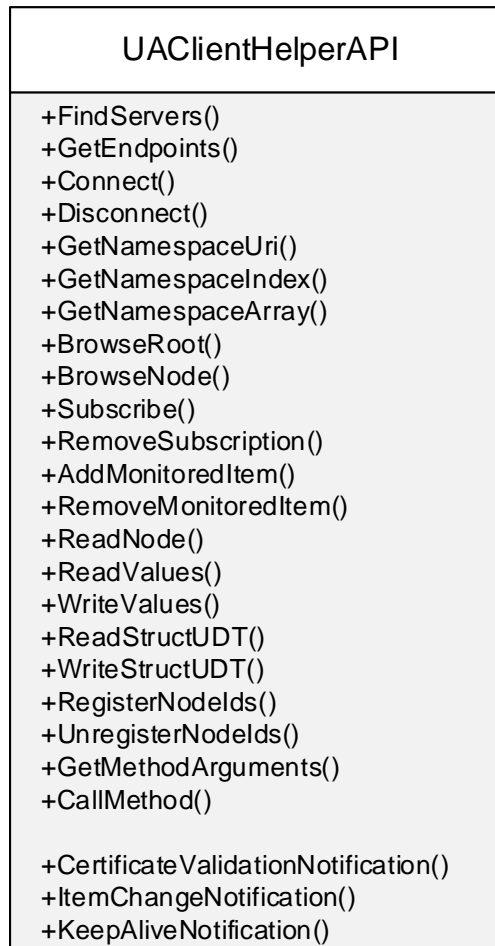 UAClientHelperAPI
+FindServers()
+GetEndpoints()
+Connect()
+Disconnect()
+GetNamespaceUri()
+GetNamespaceIndex()
+GetNamespaceArray()
+BrowseRoot()
+BrowseNode()
+Subscribe()
+RemoveSubscription()
+AddMonitoredItem()
+RemoveMonitoredItem()
+ReadNode()
+ReadValues()
+WriteValues()
+ReadStructUDT()
+WriteStructUDT()
+RegisterNodeIds()
+UnregisterNodeIds()
+GetMethodArguments()
+CallMethod()
+CertificateValidationNotification()
+ItemChangeNotification()
+KeepAliveNotification()